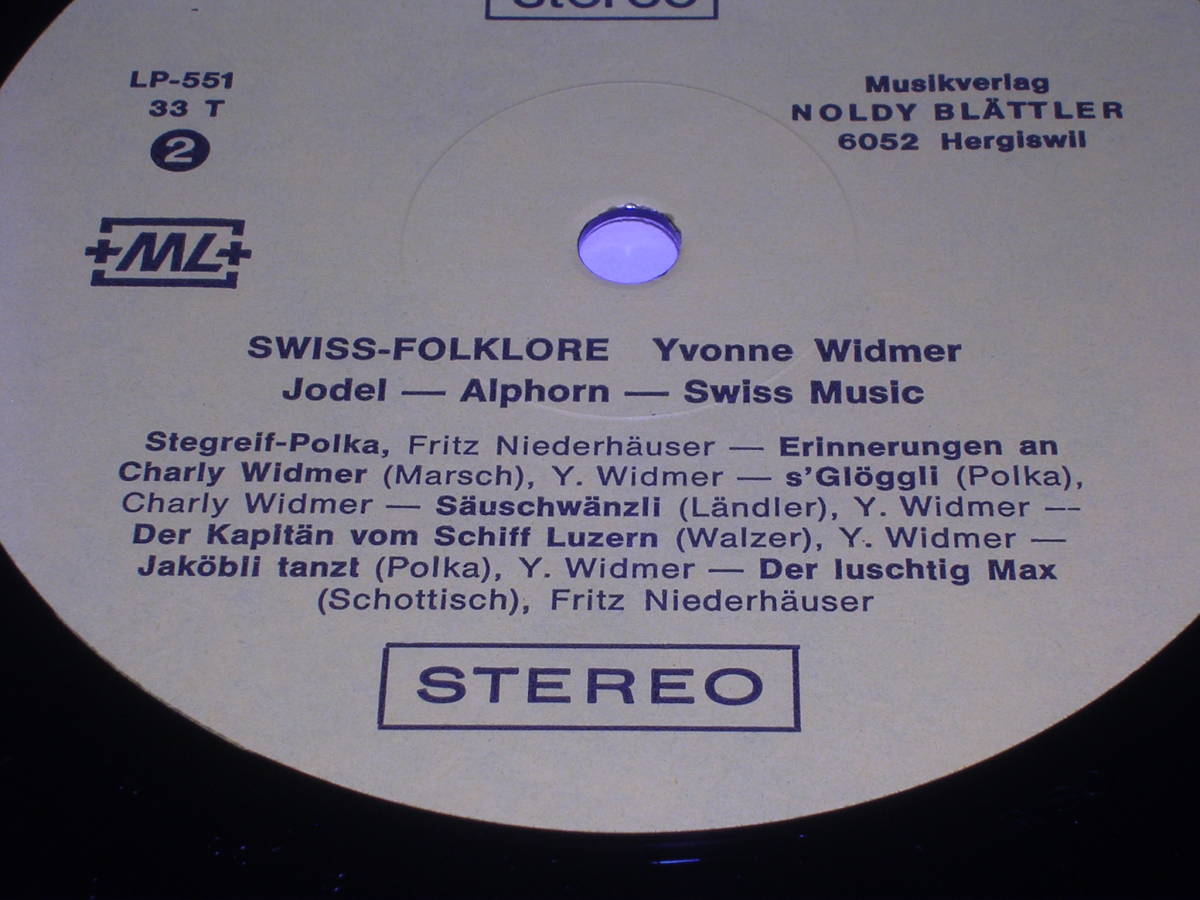 Stereo
LP-551
33 T
2
+ML+
Musikverlag
NOLDY BLÄTTLER
6052 Hergiswil
SWISS-FOLKLORE Yvonne Widmer
Jodel — Alphorn — Swiss Music
Stegreif-Polka, Fritz Niederhäuser — Erinnerungen an
Charly Widmer (Marsch), Y. Widmer — s'Glöggli (Polka),
Charly Widmer — Säuschwänzli (Ländler), Y. Widmer —
Der Kapitän vom Schiff Luzern (Walzer), Y. Widmer —
Jaköbli tanzt (Polka), Y. Widmer — Der luschtig Max
(Schottisch), Fritz Niederhäuser
STEREO